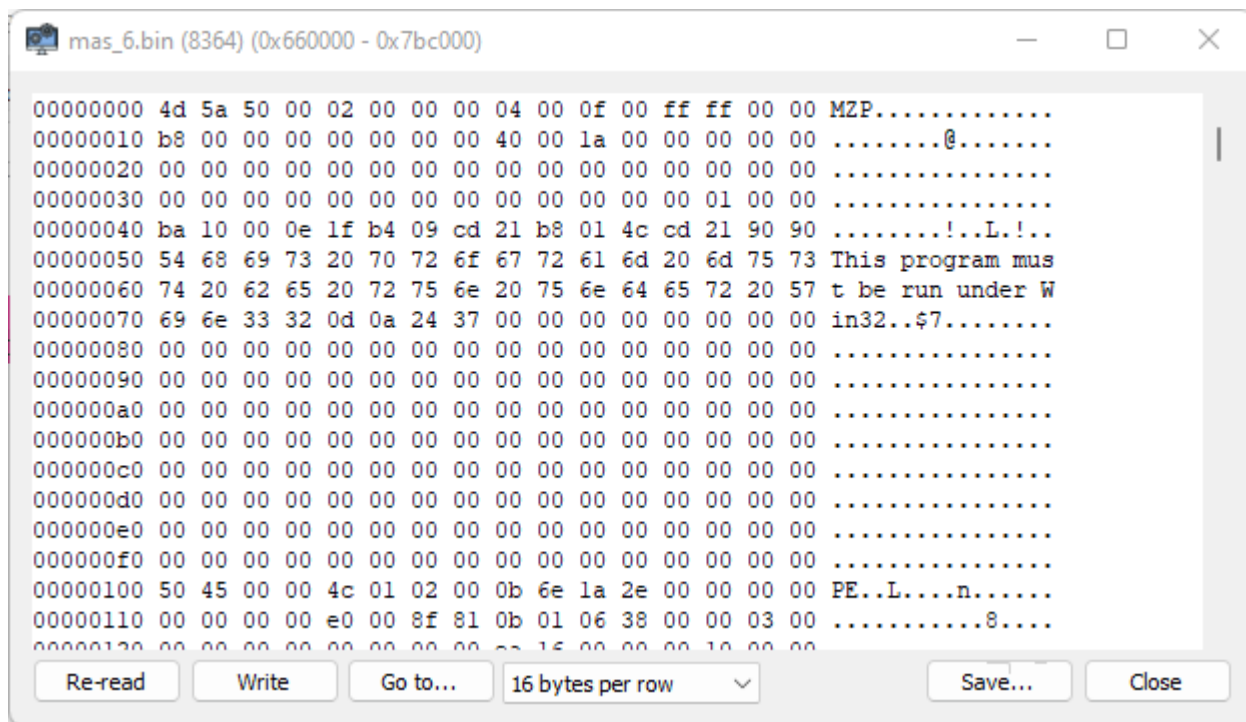 mas_6.bin (8364) (0x660000 - 0x7bc000)
00000000 4d 5a 50 00 02 00 00 00 04 00 0f 00 ff ff 00 00 MZP.............
00000010 b8 00 00 00 00 00 00 00 40 00 1a 00 00 00 00 00 ........@.......
00000020 00 00 00 00 00 00 00 00 00 00 00 00 00 00 00 00 ................
00000030 00 00 00 00 00 00 00 00 00 00 00 00 00 01 00 00 ................
00000040 ba 10 00 0e 1f b4 09 cd 21 b8 01 4c cd 21 90 90 ........!..L.!..
00000050 54 68 69 73 20 70 72 6f 67 72 61 6d 20 6d 75 73 This program mus
00000060 74 20 62 65 20 72 75 6e 20 75 6e 64 65 72 20 57 t be run under W
00000070 69 6e 33 32 0d 0a 24 37 00 00 00 00 00 00 00 00 in32..$7........
00000080 00 00 00 00 00 00 00 00 00 00 00 00 00 00 00 00 ................
00000090 00 00 00 00 00 00 00 00 00 00 00 00 00 00 00 00 ................
000000a0 00 00 00 00 00 00 00 00 00 00 00 00 00 00 00 00 ................
000000b0 00 00 00 00 00 00 00 00 00 00 00 00 00 00 00 00 ................
000000c0 00 00 00 00 00 00 00 00 00 00 00 00 00 00 00 00 ................
000000d0 00 00 00 00 00 00 00 00 00 00 00 00 00 00 00 00 ................
000000e0 00 00 00 00 00 00 00 00 00 00 00 00 00 00 00 00 ................
000000f0 00 00 00 00 00 00 00 00 00 00 00 00 00 00 00 00 ................
00000100 50 45 00 00 4c 01 02 00 0b 6e 1a 2e 00 00 00 00 PE..L....n......
00000110 00 00 00 00 e0 00 8f 81 0b 01 06 38 00 00 03 00 ...........8....
Re-read Write Go to... 16 bytes per row Save... Close